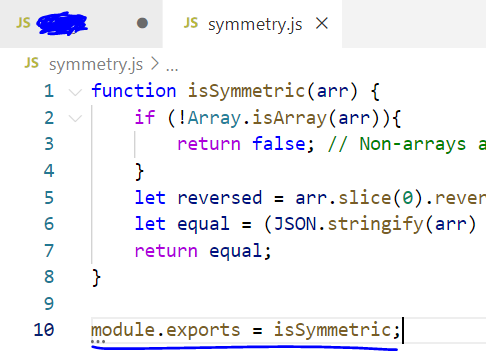 JS
JS symmetry.js ×
JS symmetry.js > ...
1 function isSymmetric(arr) {
2 if (!Array.isArray(arr)){
3 return false; // Non-arrays a
4 }
5 let reversed = arr.slice(0).rever
6 let equal = (JSON.stringify(arr)
7 return equal;
8 }
9
10 module.exports = isSymmetric;